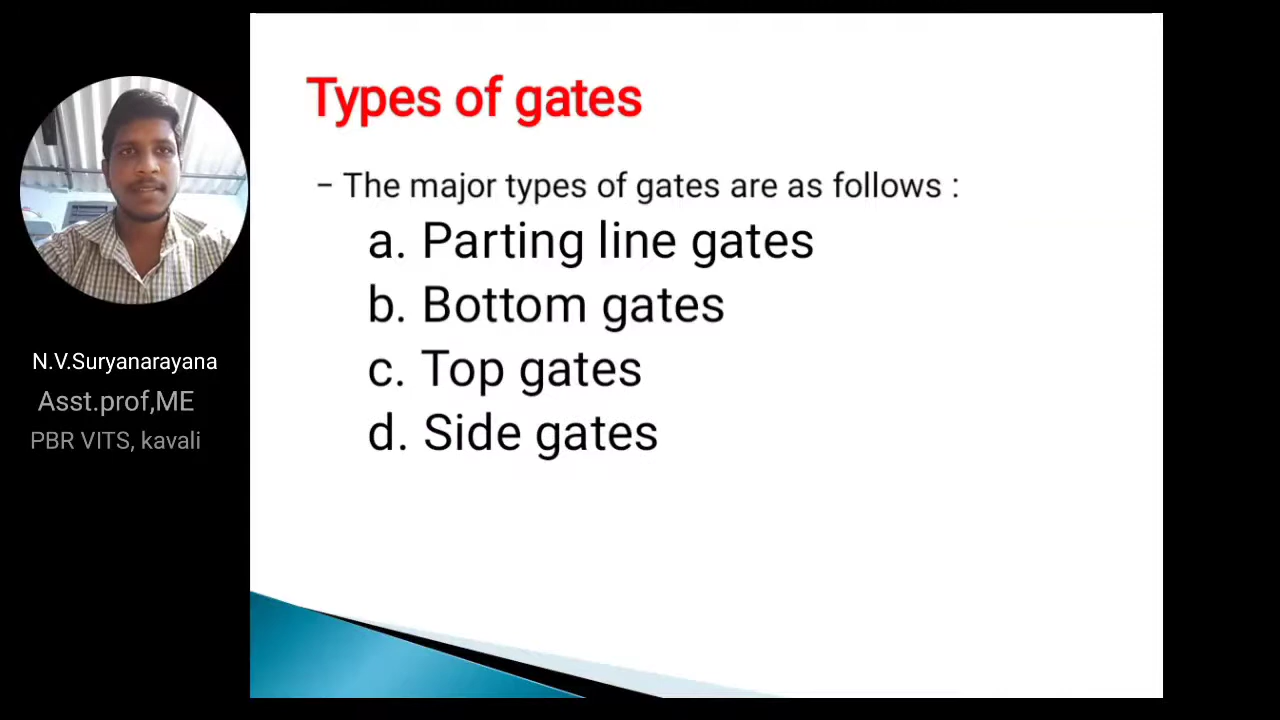 Types of gates
– The major types of gates are as follows :
a. Parting line gates
b. Bottom gates
c. Top gates
d. Side gates
N.V.Suryanarayana
Asst.prof,ME
PBR VITS, kavali